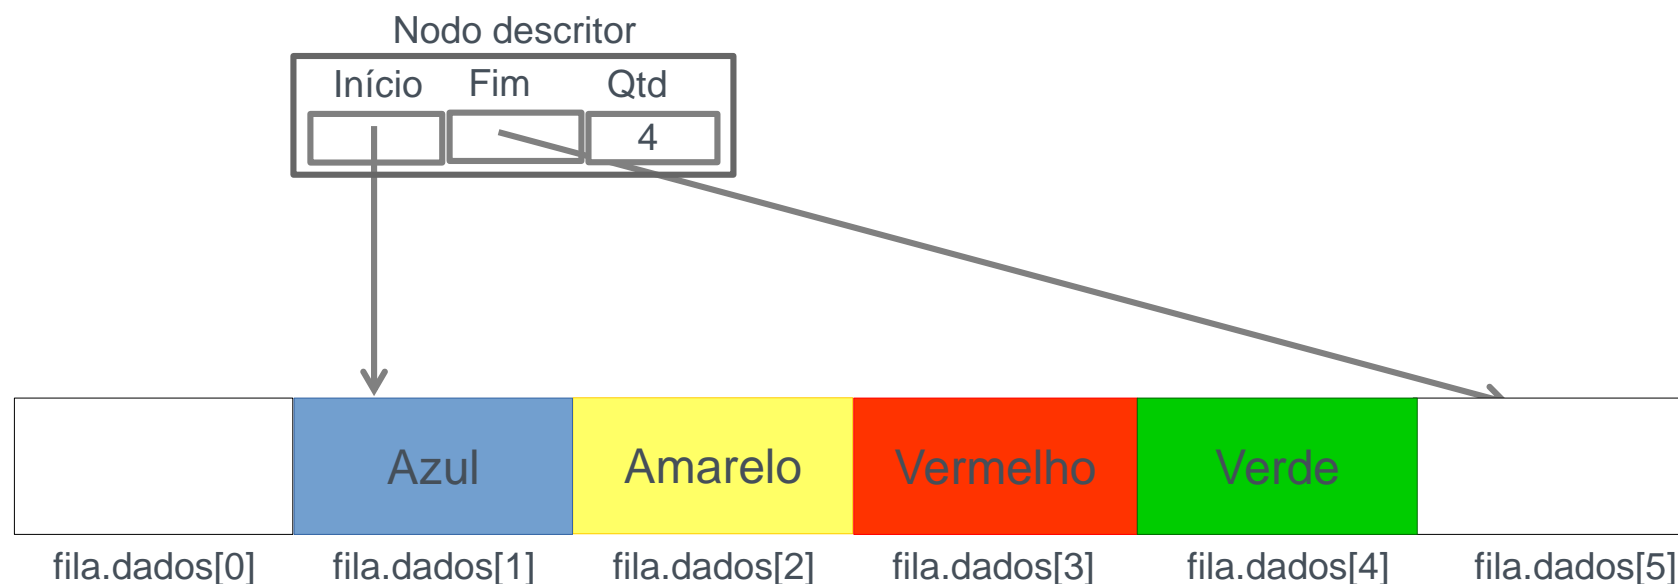 Nodo descritor
Início Fim Qtd
4
Azul Amarelo Vermelho Verde
fila.dados[0] fila.dados[1] fila.dados[2] fila.dados[3] fila.dados[4] fila.dados[5]